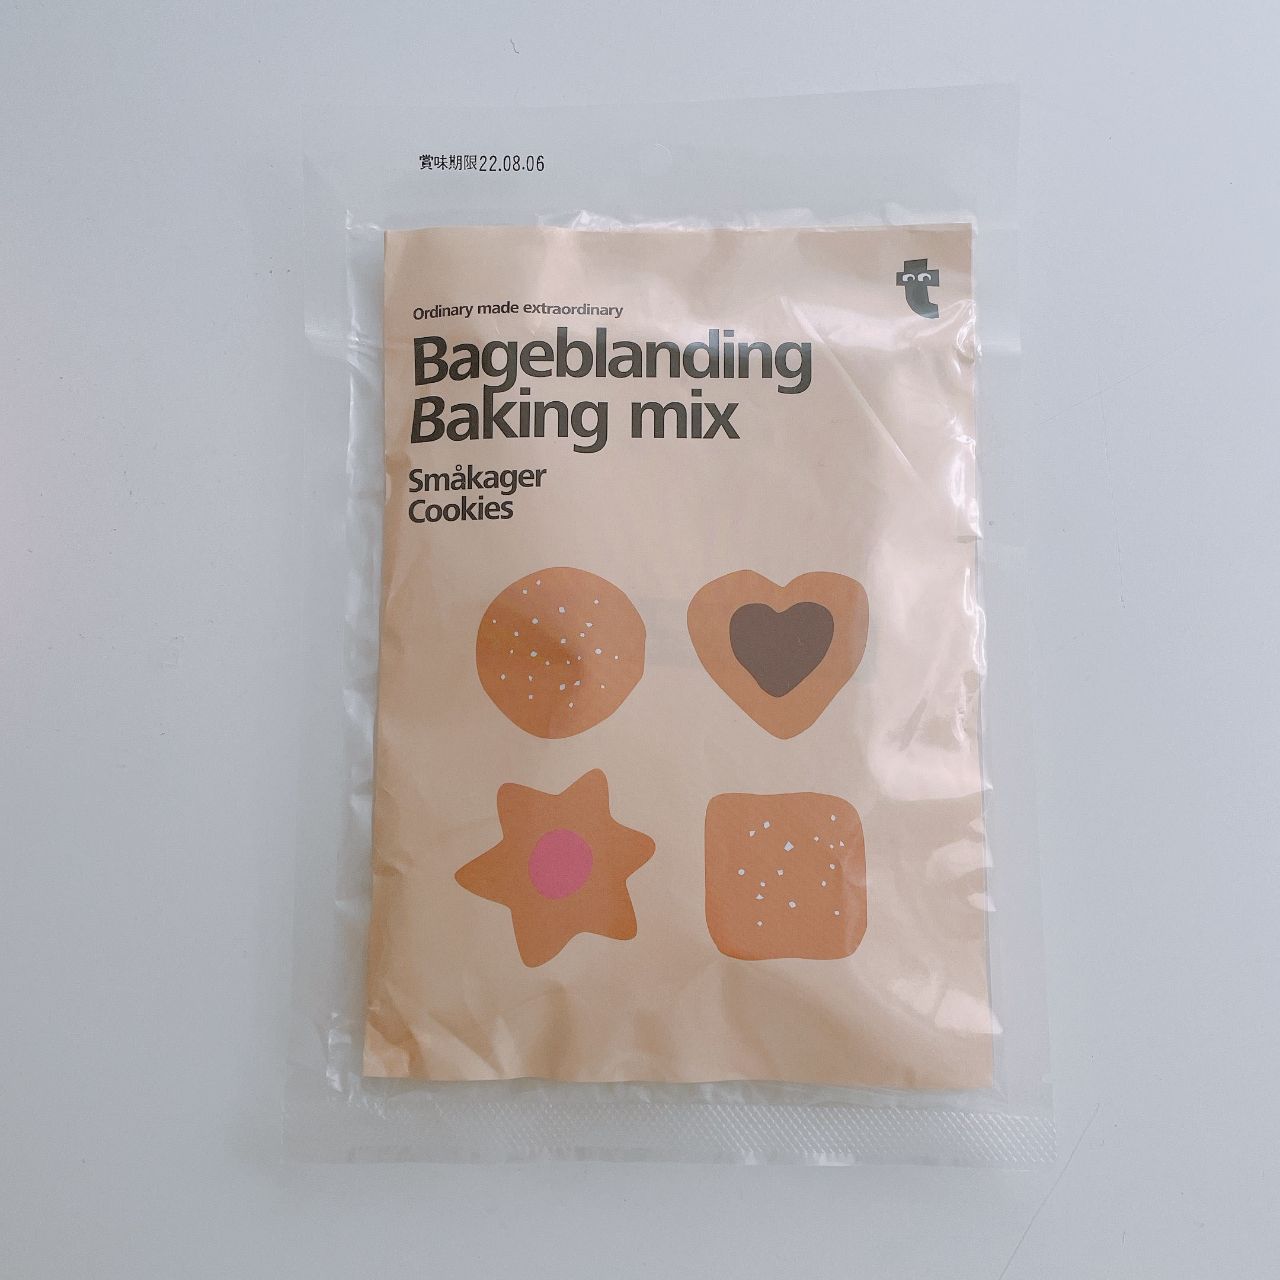 賞味期限22.08.06
t
Ordinary made extraordinary
Bageblanding
Baking mix
Småkager
Cookies